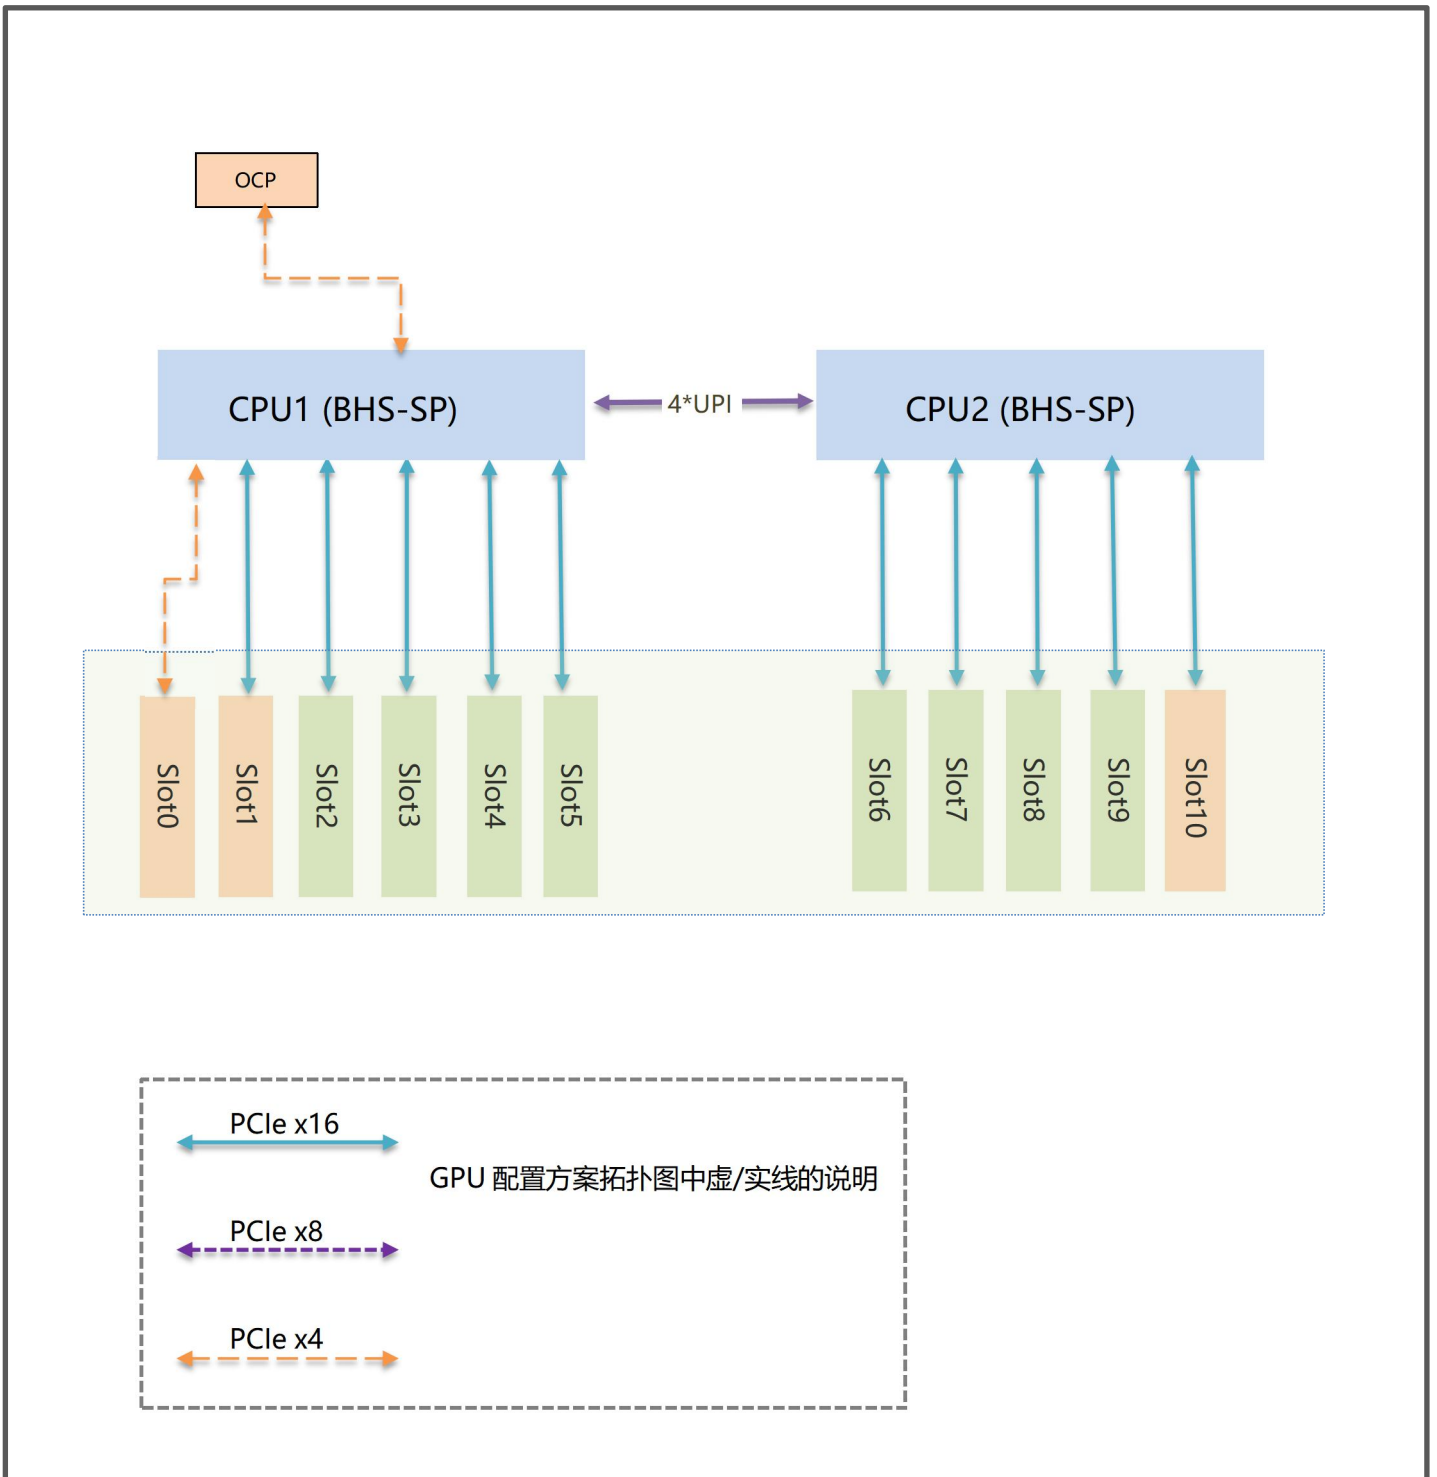 OCP
CPU1 (BHS-SP)
4*UPI
CPU2 (BHS-SP)
Slot0
Slot1
Slot2
Slot3
Slot4
Slot5
Slot6
Slot7
Slot8
Slot9
Slot10
PCIe x16
GPU 配置方案拓扑图中虚/实线的说明
PCIe x8
PCIe x4